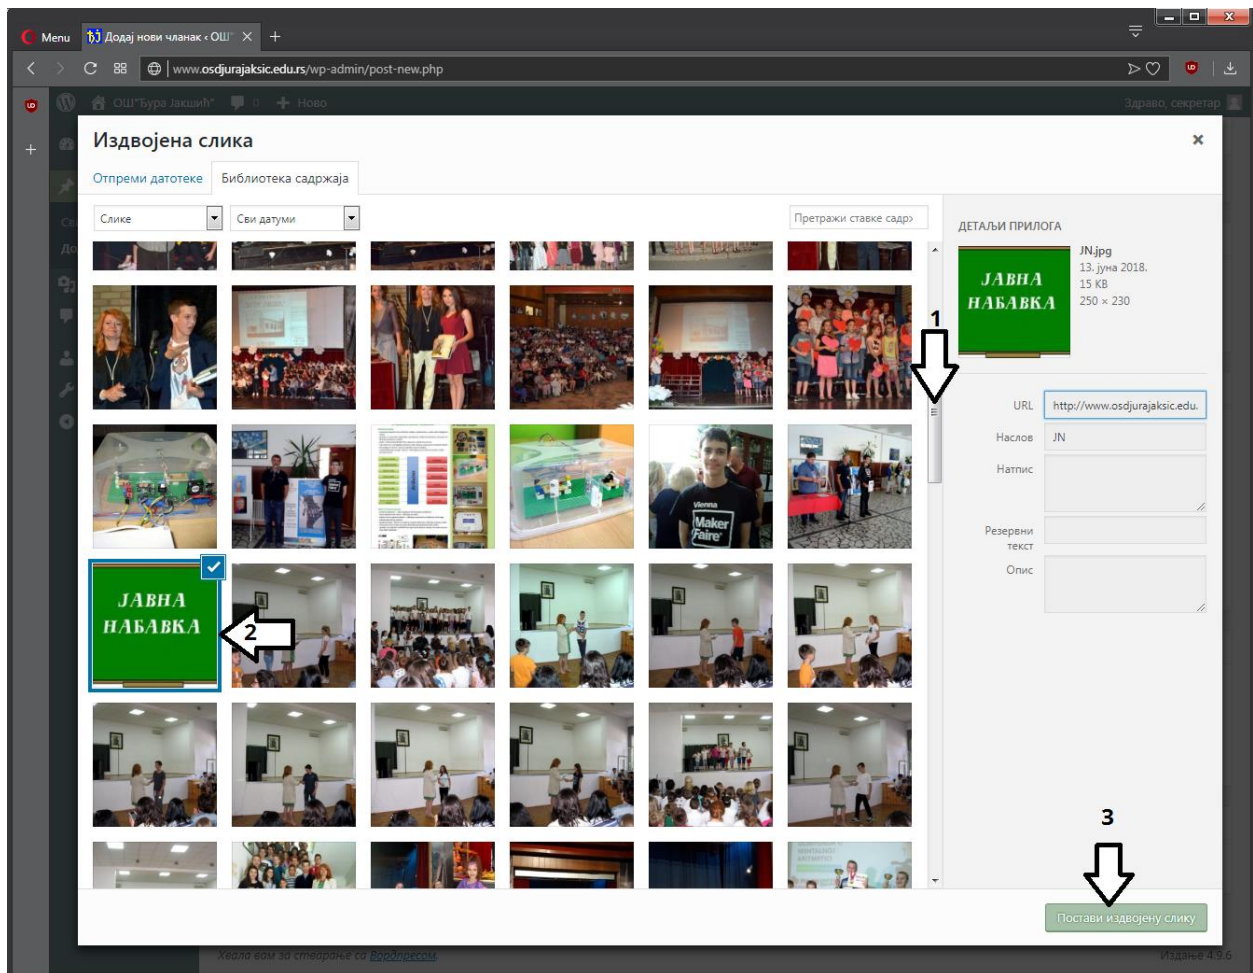 Menu
Додај нови чланак ‹ ОШ"
www.osdjurajaksic.edu.rs/wp-admin/post-new.php
ОШ"Ђура Јакшић"
0
Ново
Здраво, секретар
Издвојена слика
Отпреми датотеке
Библиотека садржаја
Слике
Сви датуми
Претражи ставке садр›
ДЕТАЉИ ПРИЛОГА
ЈАВНА
НАБАВКА
JN.jpg
13. јуна 2018.
15 KB
250 × 230
1
URL
http://www.osdjurajaksic.edu.
Наслов
JN
Натпис
Резервни
текст
Опис
Vienna
Maker
Faire
ЈАВНА
НАБАВКА
2
3
Постави издвојену слику
Хвала вам за стварање са Вордпресом.
Издање 4.9.6